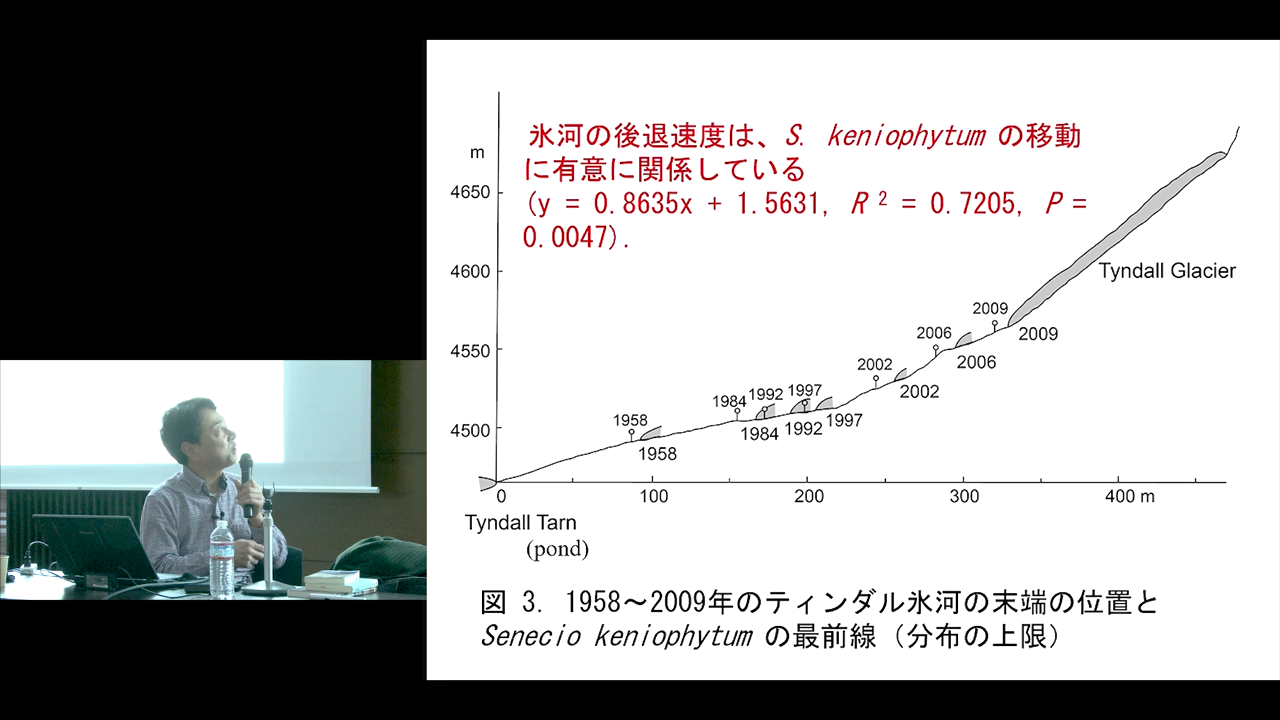 氷河の後退速度は、S. keniophytum の移動
に有意に関係している
(y = 0.8635x + 1.5631, R² = 0.7205, P =
0.0047).
m
4650
4600
4550
4500
Tyndall Glacier
2009
2009
2006
2006
2002
2002
1997
1997
1992
1992
1984
1984
1958
1958
0 100 200 300 400 m
Tyndall Tarn
(pond)
図 3. 1958～2009年のティンダル氷河の末端の位置と
Senecio keniophytum の最前線（分布の上限）